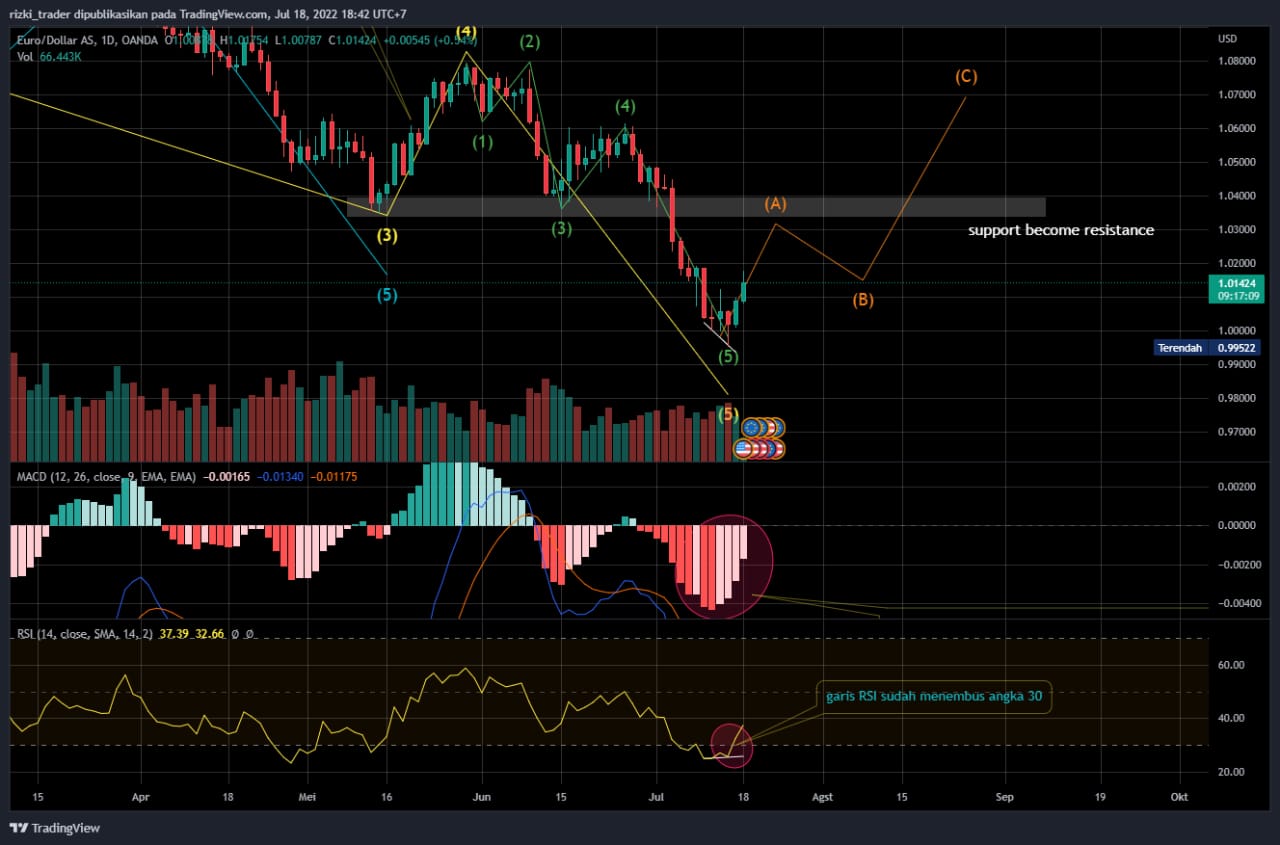 rizki_trader dipublikasikan pada TradingView.com, Jul 18, 2022 18:42 UTC+7
Euro/Dollar AS, 1D, OANDA H1.01754 L1.00787 C1.01424 +0.00545
Vol 66.443K
USD
1.08000
1.07000
1.06000
1.05000
1.04000
1.03000
1.02000
1.01424
09:17:09
1.00000
Terendah 0.99522
0.99000
0.98000
0.97000
(4)
(2)
(C)
(4)
(1)
(A)
(3)
(3)
support become resistance
(5)
(B)
(5)
(5)
MACD (12, 26, close, 9, EMA, EMA) −0.00165 −0.01340 −0.01175
0.00200
0.00000
−0.00200
−0.00400
RSI (14, close, SMA, 14, 2) 37.39 32.66 Ø Ø
60.00
garis RSI sudah menembus angka 30
40.00
20.00
15 Apr 18 Mei 16 Jun 15 Jul 18 Agst 15 Sep 19 Okt
TradingView